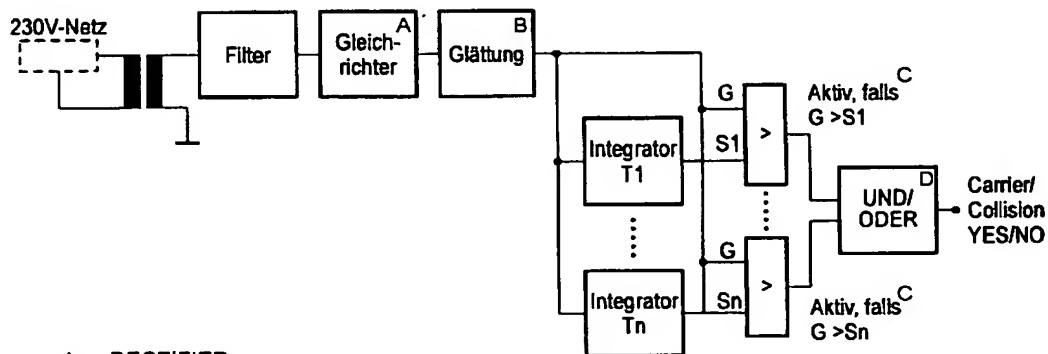 230V-Netz
Filter
A
Gleich-
richter
B
Glättung
G
C
Aktiv, falls
G >S1
Integrator
T1
S1
>
D
UND/
ODER
Carrier/
Collision
YES/NO
G
Integrator
Tn
Sn
>
C
Aktiv, falls
G >Sn